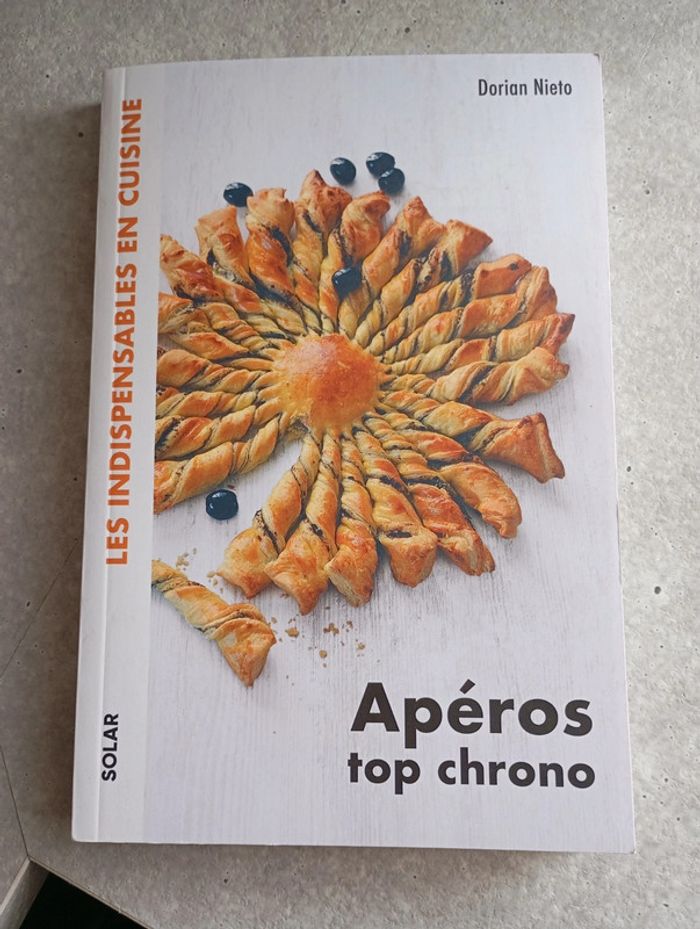 Dorian Nieto
LES INDISPENSABLES EN CUISINE
Apéros
top chrono
SOLAR